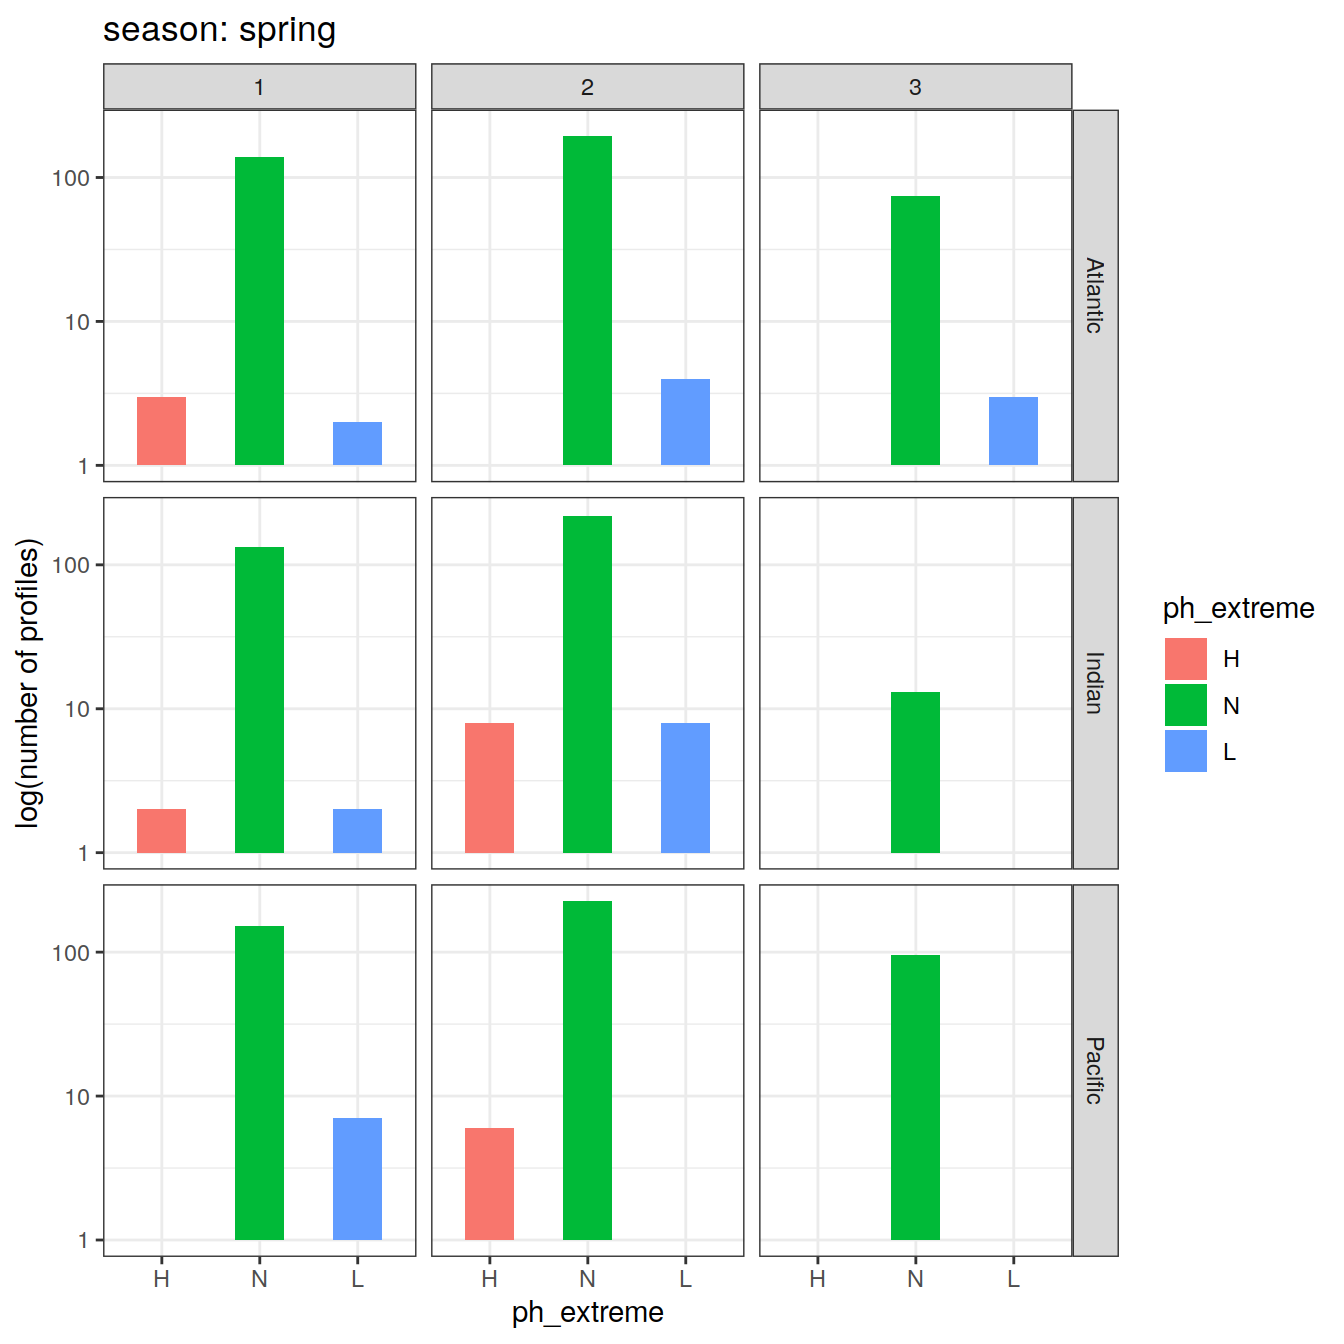 season: spring
1 2 3
100
10
1
Atlantic
100
10
1
Indian
100
10
1
Pacific
H N L H N L H N L
ph_extreme
log(number of profiles)
ph_extreme
H
N
L